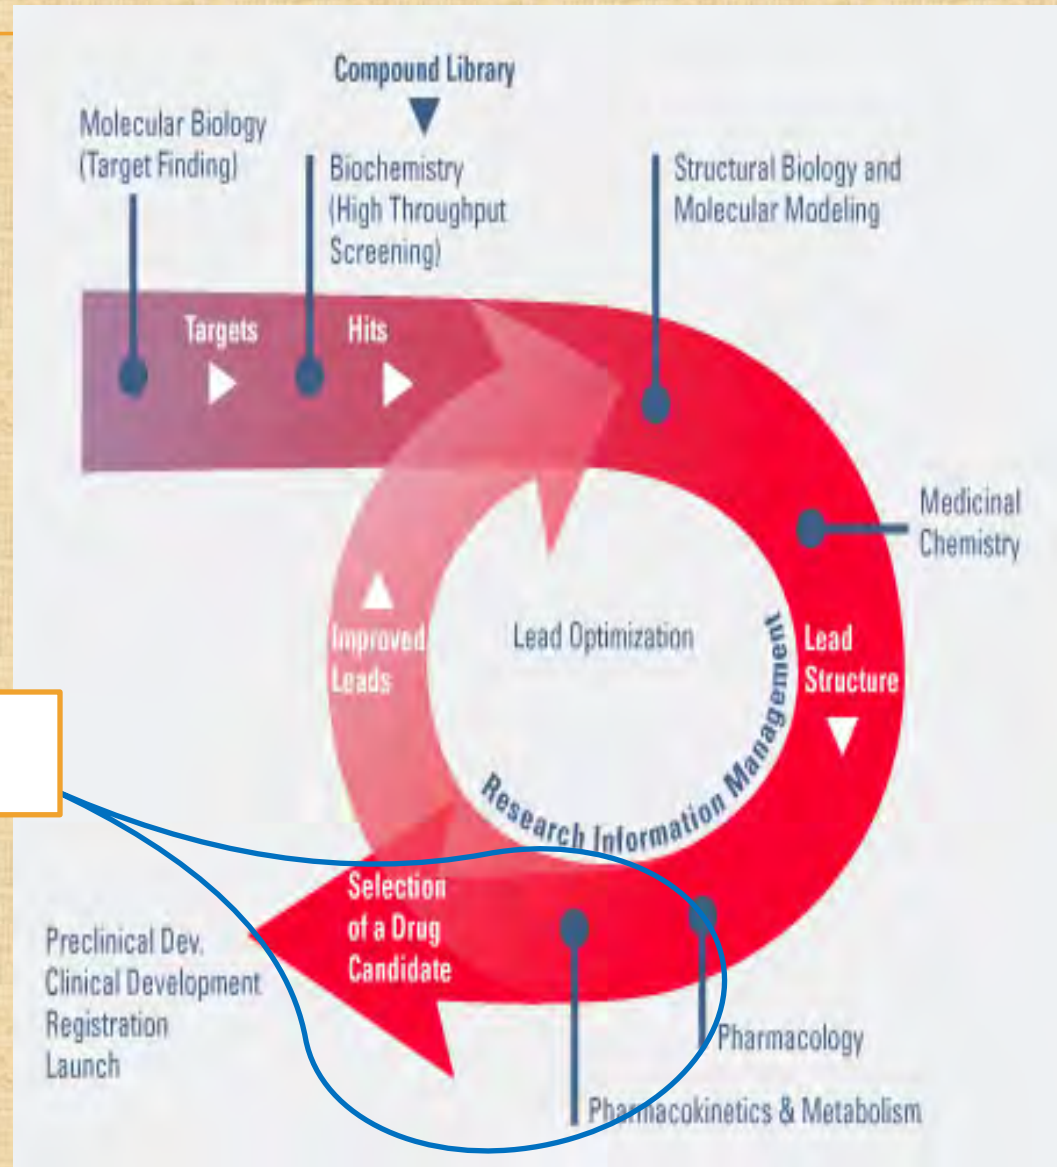 Compound Library
Molecular Biology
(Target Finding)
Biochemistry
(High Throughput
Screening)
Structural Biology and
Molecular Modeling
Targets
Hits
Medicinal
Chemistry
Improved
Leads
Lead Optimization
Lead
Structure
Research Information Management
Selection
of a Drug
Candidate
Preclinical Dev.
Clinical Development
Registration
Launch
Pharmacology
Pharmacokinetics & Metabolism